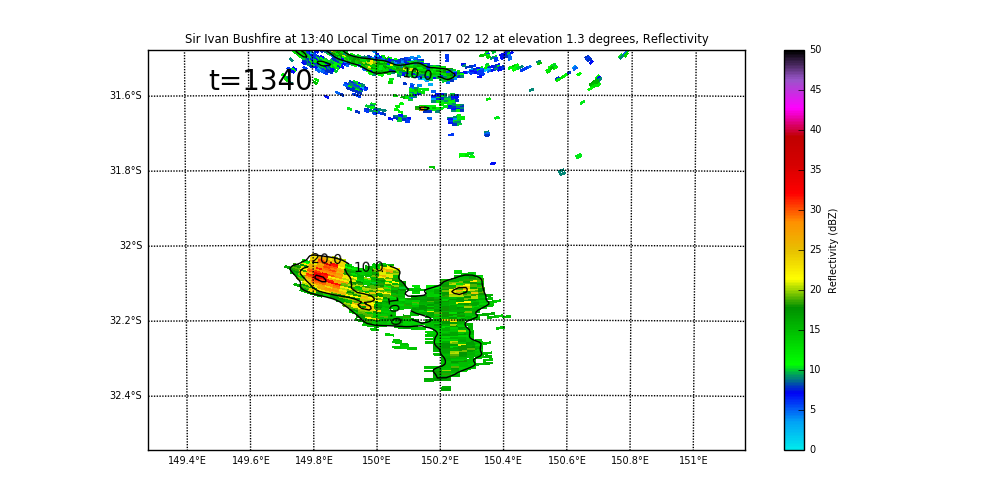 Sir Ivan Bushfire at 13:40 Local Time on 2017 02 12 at elevation 1.3 degrees, Reflectivity
t=1340
10.0
31.6°S
31.8°S
32°S
32.2°S
32.4°S
20.0
10.0
149.4°E 149.6°E 149.8°E 150°E 150.2°E 150.4°E 150.6°E 150.8°E 151°E
50
45
40
35
30
25
20
15
10
5
0
Reflectivity (dBZ)